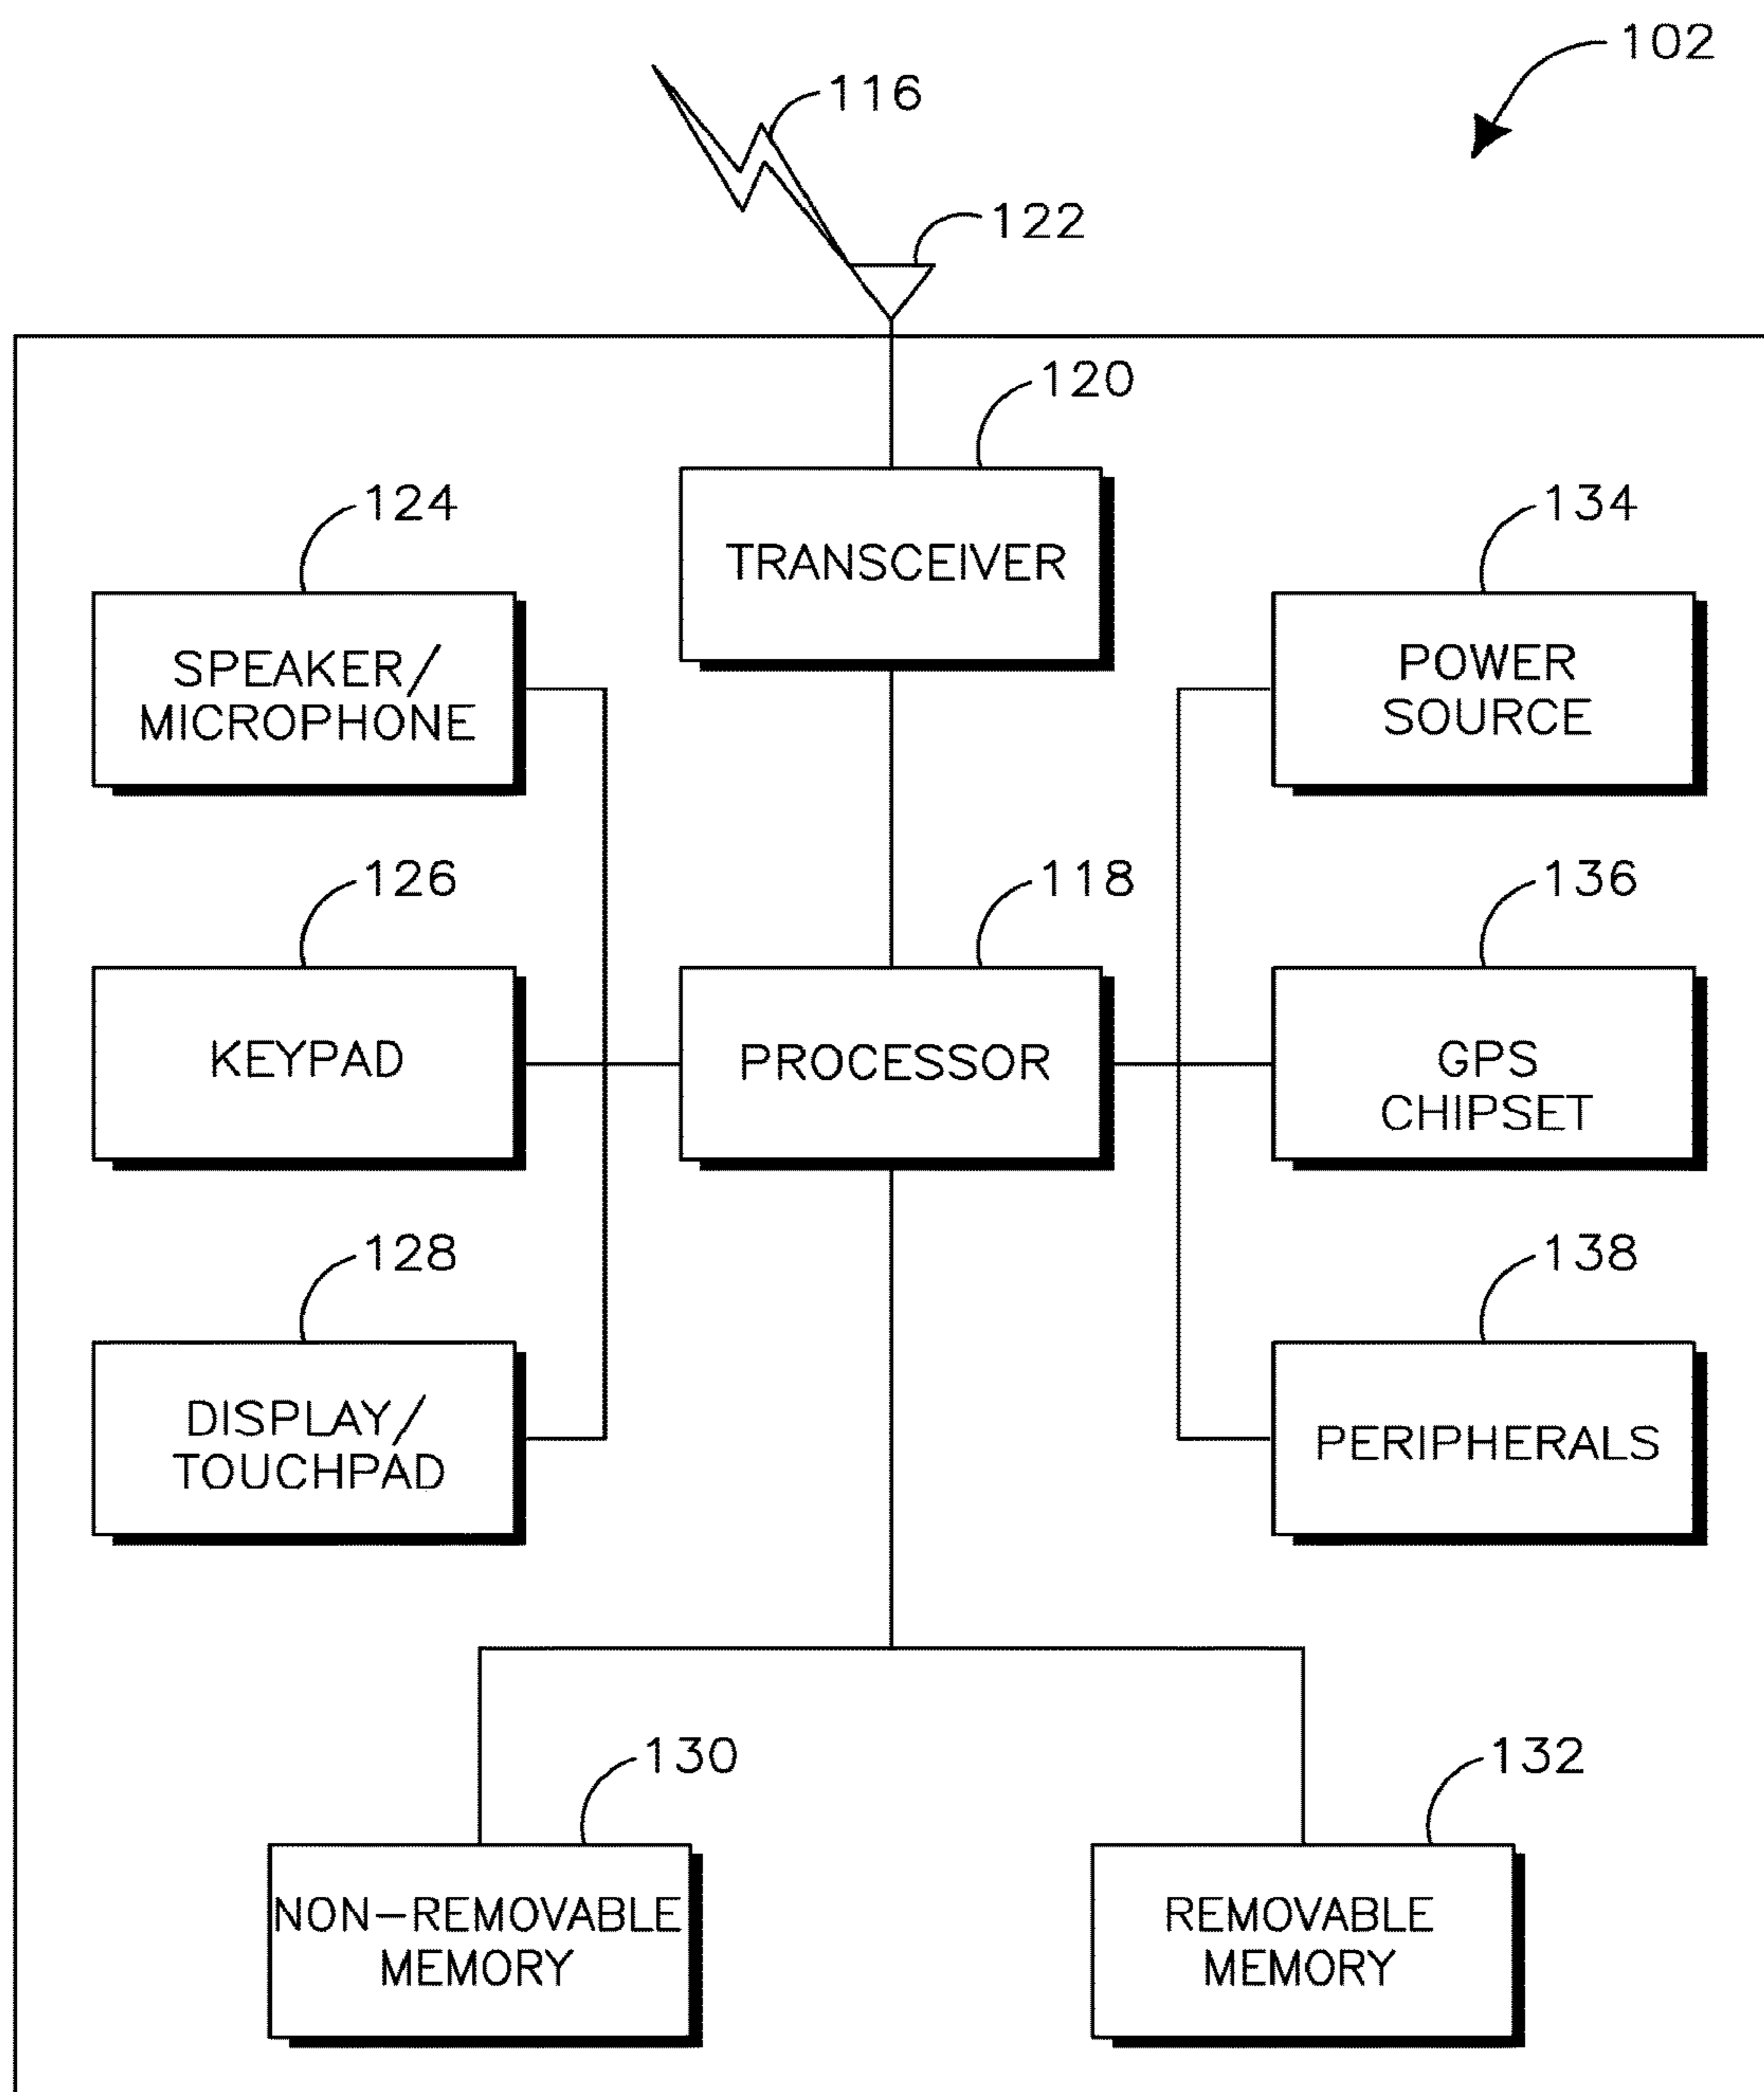 102
116
122
120
TRANSCEIVER
124
SPEAKER/
MICROPHONE
134
POWER
SOURCE
126
KEYPAD
118
PROCESSOR
136
GPS
CHIPSET
128
DISPLAY/
TOUCHPAD
138
PERIPHERALS
130
NON-REMOVABLE
MEMORY
132
REMOVABLE
MEMORY